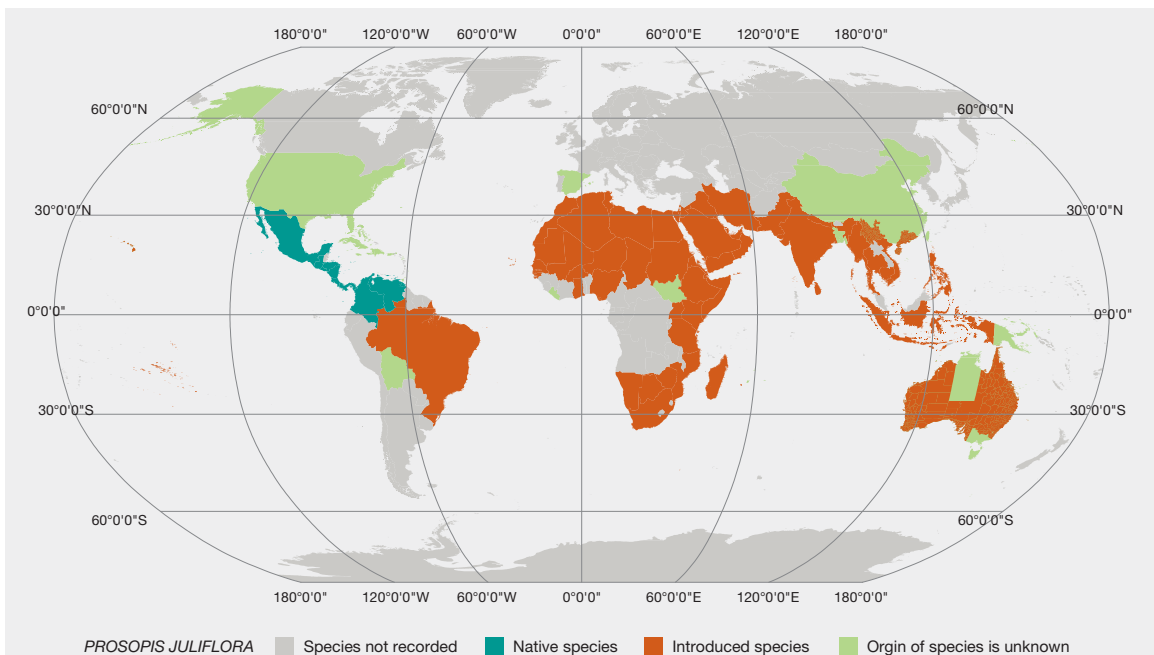 180°0'0" 120°0'0"W 60°0'0"W 0°0'0" 60°0'0"E 120°0'0"E 180°0'0"
60°0'0"N 60°0'0"N
30°0'0"N 30°0'0"N
0°0'0" 0°0'0"
30°0'0"S 30°0'0"S
60°0'0"S 60°0'0"S
180°0'0" 120°0'0"W 60°0'0"W 0°0'0" 60°0'0"E 120°0'0"E 180°0'0"
PROSOPIS JULIFLORA Species not recorded Native species Introduced species Orgin of species is unknown